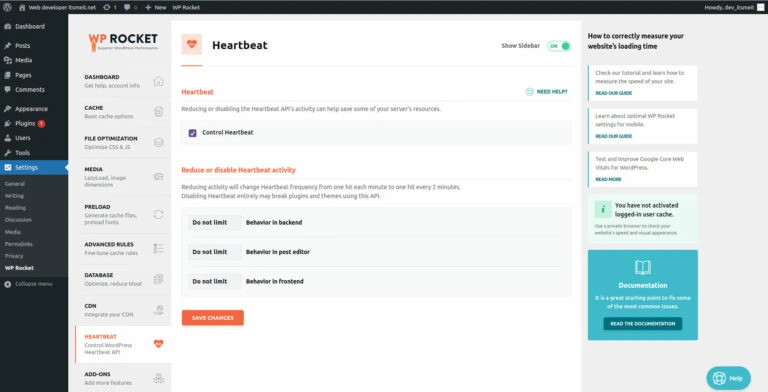 Web developer itsmeit.net
1
0
New
WP Rocket
Howdy, dev_itsmeit
Dashboard
Posts
Media
Pages
Comments
Appearance
Plugins 1
Users
Tools
Settings
General
Writing
Reading
Discussion
Media
Permalinks
Privacy
WP Rocket
Collapse menu
WP ROCKET
Superior WordPress Performance
DASHBOARD
Get help, account info
CACHE
Basic cache options
FILE OPTIMIZATION
Optimize CSS & JS
MEDIA
LazyLoad, image
dimensions
PRELOAD
Generate cache files,
preload fonts
ADVANCED RULES
Fine-tune cache rules
DATABASE
Optimize, reduce bloat
CDN
Integrate your CDN
HEARTBEAT
Control WordPress
Heartbeat API
ADD-ONS
Add more features
Heartbeat
Show Sidebar
ON
Heartbeat
NEED HELP?
Reducing or disabling the Heartbeat API's activity can help save some of your server's resources.
Control Heartbeat
Reduce or disable Heartbeat activity
Reducing activity will change Heartbeat frequency from one hit each minute to one hit every 2 minutes.
Disabling Heartbeat entirely may break plugins and themes using this API.
Do not limit Behavior in backend
Do not limit Behavior in post editor
Do not limit Behavior in frontend
SAVE CHANGES
How to correctly measure your
website's loading time
Check our tutorial and learn how to
measure the speed of your site.
READ OUR GUIDE
Learn about optimal WP Rocket
settings for mobile.
READ OUR GUIDE
Test and improve Google Core Web
Vitals for WordPress.
READ MORE
i
You have not activated
logged-in user cache.
Use a private browser to check your
website's speed and visual appearance.
Documentation
It is a great starting point to fix some
of the most common issues.
READ THE DOCUMENTATION
Help